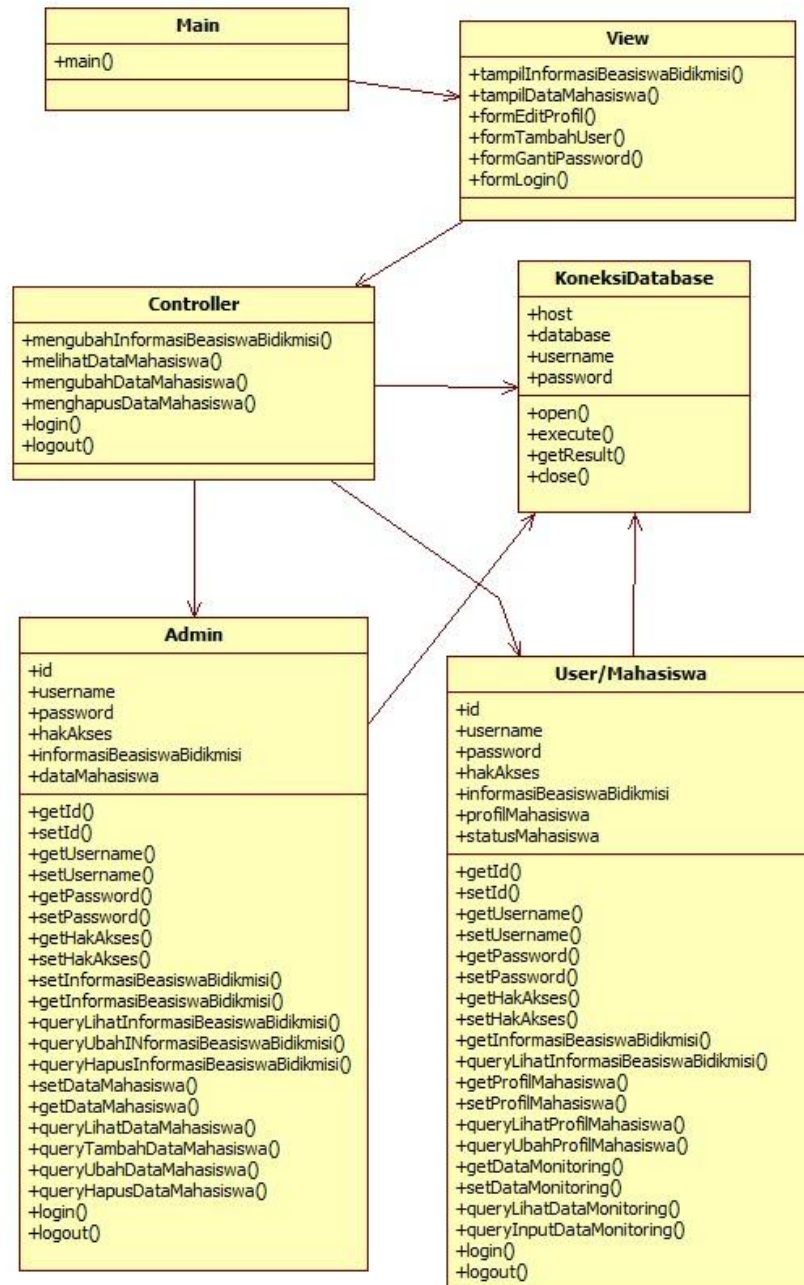 Main
+main()
View
+tampilInformasiBeasiswaBidikmisi()
+tampilDataMahasiswa()
+formEditProfil()
+formTambahUser()
+formGantiPassword()
+formLogin()
Controller
+mengubahInformasiBeasiswaBidikmisi()
+melihatDataMahasiswa()
+mengubahDataMahasiswa()
+menghapusDataMahasiswa()
+login()
+logout()
KoneksiDatabase
+host
+database
+username
+password
+open()
+execute()
+getResult()
+close()
Admin
+id
+username
+password
+hakAkses
+informasiBeasiswaBidikmisi
+dataMahasiswa
+getId()
+setId()
+getUsername()
+setUsername()
+getPassword()
+setPassword()
+getHakAkses()
+setHakAkses()
+setInformasiBeasiswaBidikmisi()
+getInformasiBeasiswaBidikmisi()
+queryLihatInformasiBeasiswaBidikmisi()
+queryUbahINformasiBeasiswaBidikmisi()
+queryHapusInformasiBeasiswaBidikmisi()
+setDataMahasiswa()
+getDataMahasiswa()
+queryLihatDataMahasiswa()
+queryTambahDataMahasiswa()
+queryUbahDataMahasiswa()
+queryHapusDataMahasiswa()
+login()
+logout()
User/Mahasiswa
+id
+username
+password
+hakAkses
+informasiBeasiswaBidikmisi
+profilMahasiswa
+statusMahasiswa
+getId()
+setId()
+getUsername()
+setUsername()
+getPassword()
+setPassword()
+getHakAkses()
+setHakAkses()
+getInformasiBeasiswaBidikmisi()
+queryLihatInformasiBeasiswaBidikmisi()
+getProfilMahasiswa()
+setProfilMahasiswa()
+queryLihatProfilMahasiswa()
+queryUbahProfilMahasiswa()
+getDataMonitoring()
+setDataMonitoring()
+queryLihatDataMonitoring()
+queryInputDataMonitoring()
+login()
+logout()